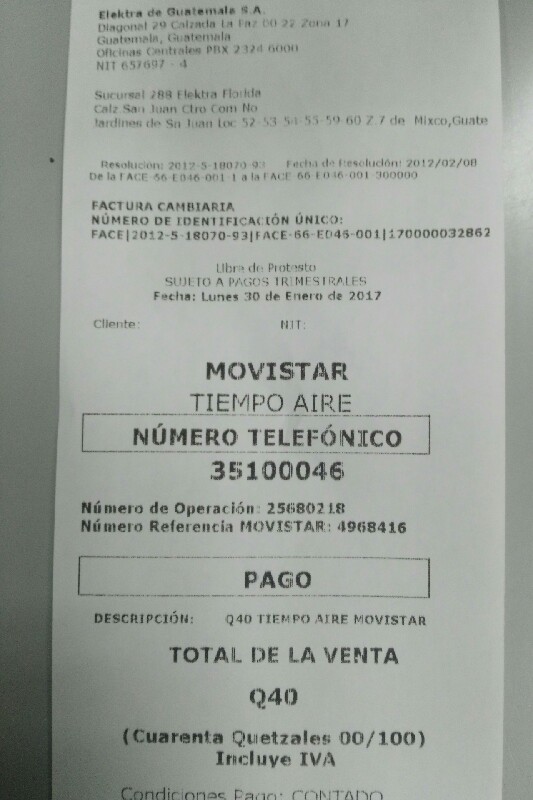 Elektra de Guatemala S.A.
Diagonal 29 Calzada La Paz 00 22 Zona 17
Guatemala, Guatemala
Oficinas Centrales PBX 2324 6000
NIT 657697 - 4
Sucursal 288 Elektra Florida
Calz San Juan Ctro Com No
Jardines de Sn Juan Loc 52-53-54-55-59-60 Z 7 de Mixco,Guate
Resolucion: 2012-5-18070-93 Fecha de Resolución: 2012/02/08
De la FACE-66-E046-001-1 a la FACE-66-E046-001-300000
FACTURA CAMBIARIA
NÚMERO DE IDENTIFICACIÓN ÚNICO:
FACE|2012-5-18070-93|FACE-66-E046-001|170000032862
Libre de Protesto
SUJETO A PAGOS TRIMESTRALES
Fecha: Lunes 30 de Enero de 2017
Cliente: NIT:
MOVISTAR
TIEMPO AIRE
NÚMERO TELEFÓNICO
35100046
Número de Operación: 25680218
Número Referencia MOVISTAR: 4968416
PAGO
DESCRIPCIÓN: Q40 TIEMPO AIRE MOVISTAR
TOTAL DE LA VENTA
Q40
(Cuarenta Quetzales 00/100)
Incluye IVA
Condiciones Pago: CONTADO